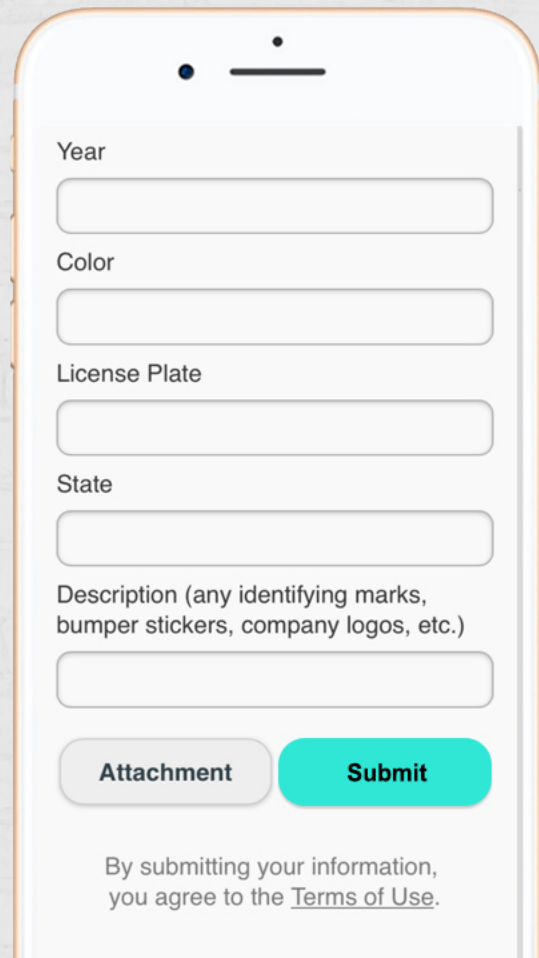 Year
Color
License Plate
State
Description (any identifying marks,
bumper stickers, company logos, etc.)
Attachment
Submit
By submitting your information,
you agree to the Terms of Use.